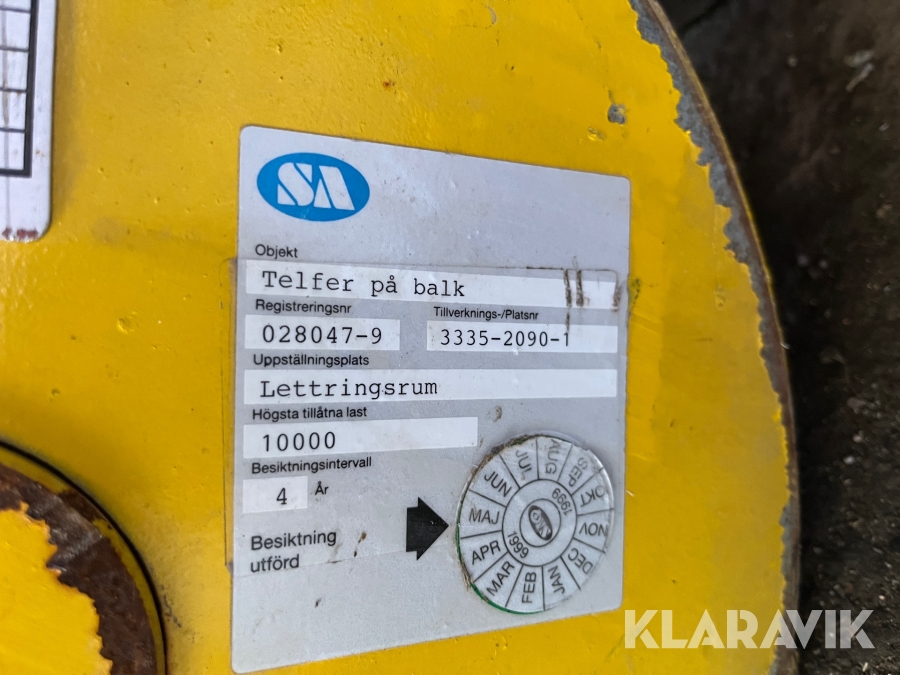 SA
Objekt
Telfer på balk
Registreringsnr Tillverknings-/Platsnr
028047-9 3335-2090-1
Uppställningsplats
Lettringsrum
Högsta tillåtna last
10000
Besiktningsintervall
4 År
Besiktning
utförd
JAN FEB MAR APR MAJ JUN JUL AUG SEP OKT NOV DEC
1999 1999
KLARAVIK